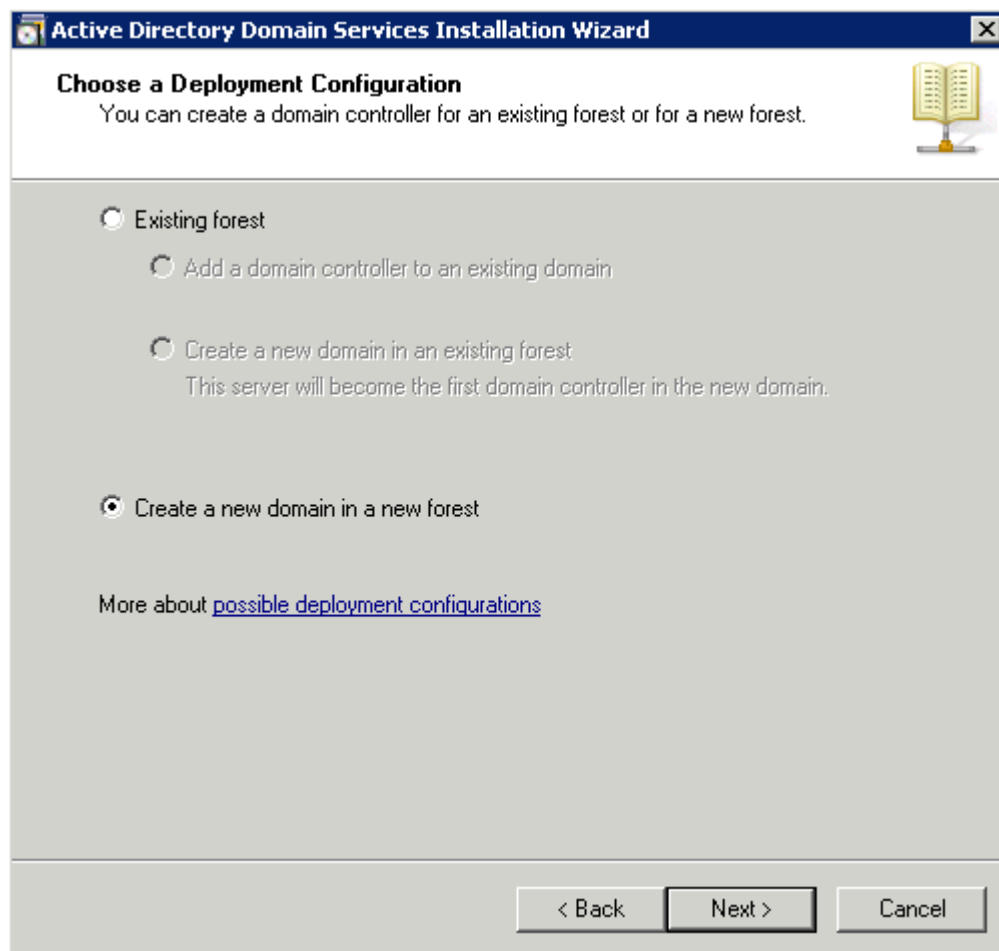 Active Directory Domain Services Installation Wizard
Choose a Deployment Configuration
You can create a domain controller for an existing forest or for a new forest.
Existing forest
Add a domain controller to an existing domain
Create a new domain in an existing forest
This server will become the first domain controller in the new domain.
Create a new domain in a new forest
More about possible deployment configurations
< Back Next > Cancel